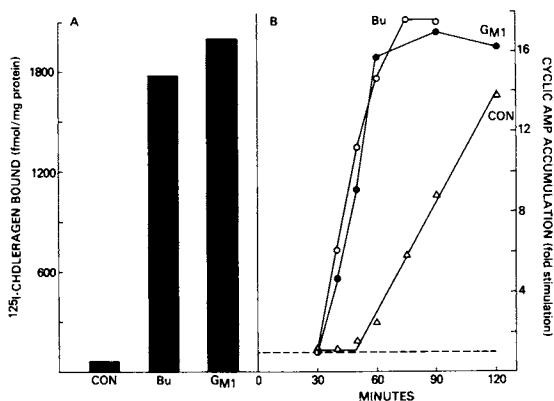 A
B
¹²⁵I-CHOLERAGEN BOUND (fmol/mg protein)
1800
1200
600
CON
Bu
GM1
Bu
GM1
CON
0
30
60
90
120
MINUTES
16
12
8
4
CYCLIC AMP ACCUMULATION (fold stimulation)